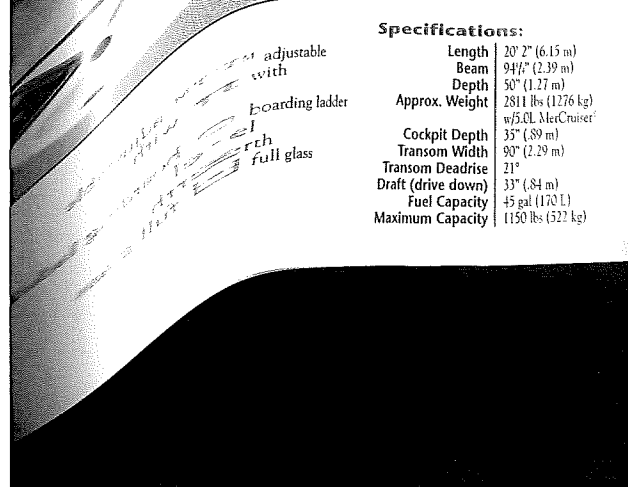 adjustable
with
boarding ladder
full glass
Specifications:
Length 20' 2" (6.15 m)
Beam 94¼" (2.39 m)
Depth 50" (1.27 m)
Approx. Weight 2811 lbs (1276 kg)
w/5.0L MerCruiser
Cockpit Depth 35" (.89 m)
Transom Width 90" (2.29 m)
Transom Deadrise 21°
Draft (drive down) 33" (.84 m)
Fuel Capacity 45 gal (170 L)
Maximum Capacity 1150 lbs (522 kg)